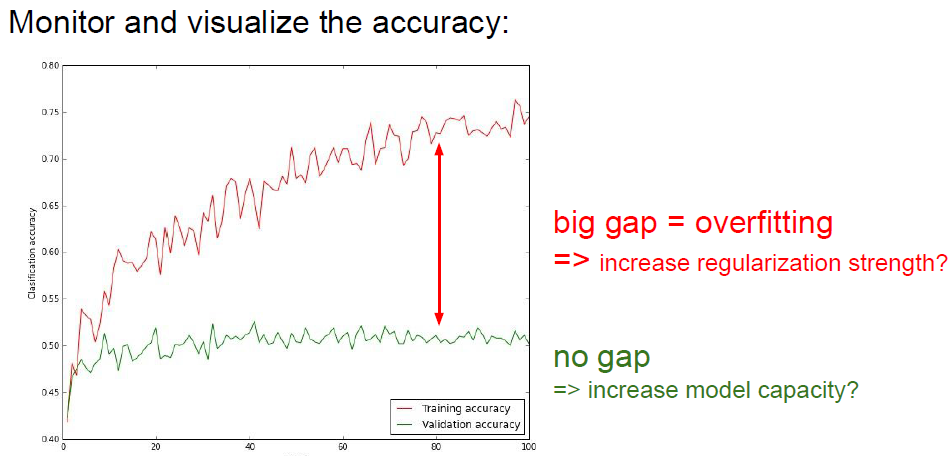 Monitor and visualize the accuracy:
0.80
0.75
0.70
0.65
0.60
0.55
0.50
0.45
0.40
Clasification accuracy
0
20
40
60
80
100
Training accuracy
Validation accuracy
big gap = overfitting
=> increase regularization strength?
no gap
=> increase model capacity?